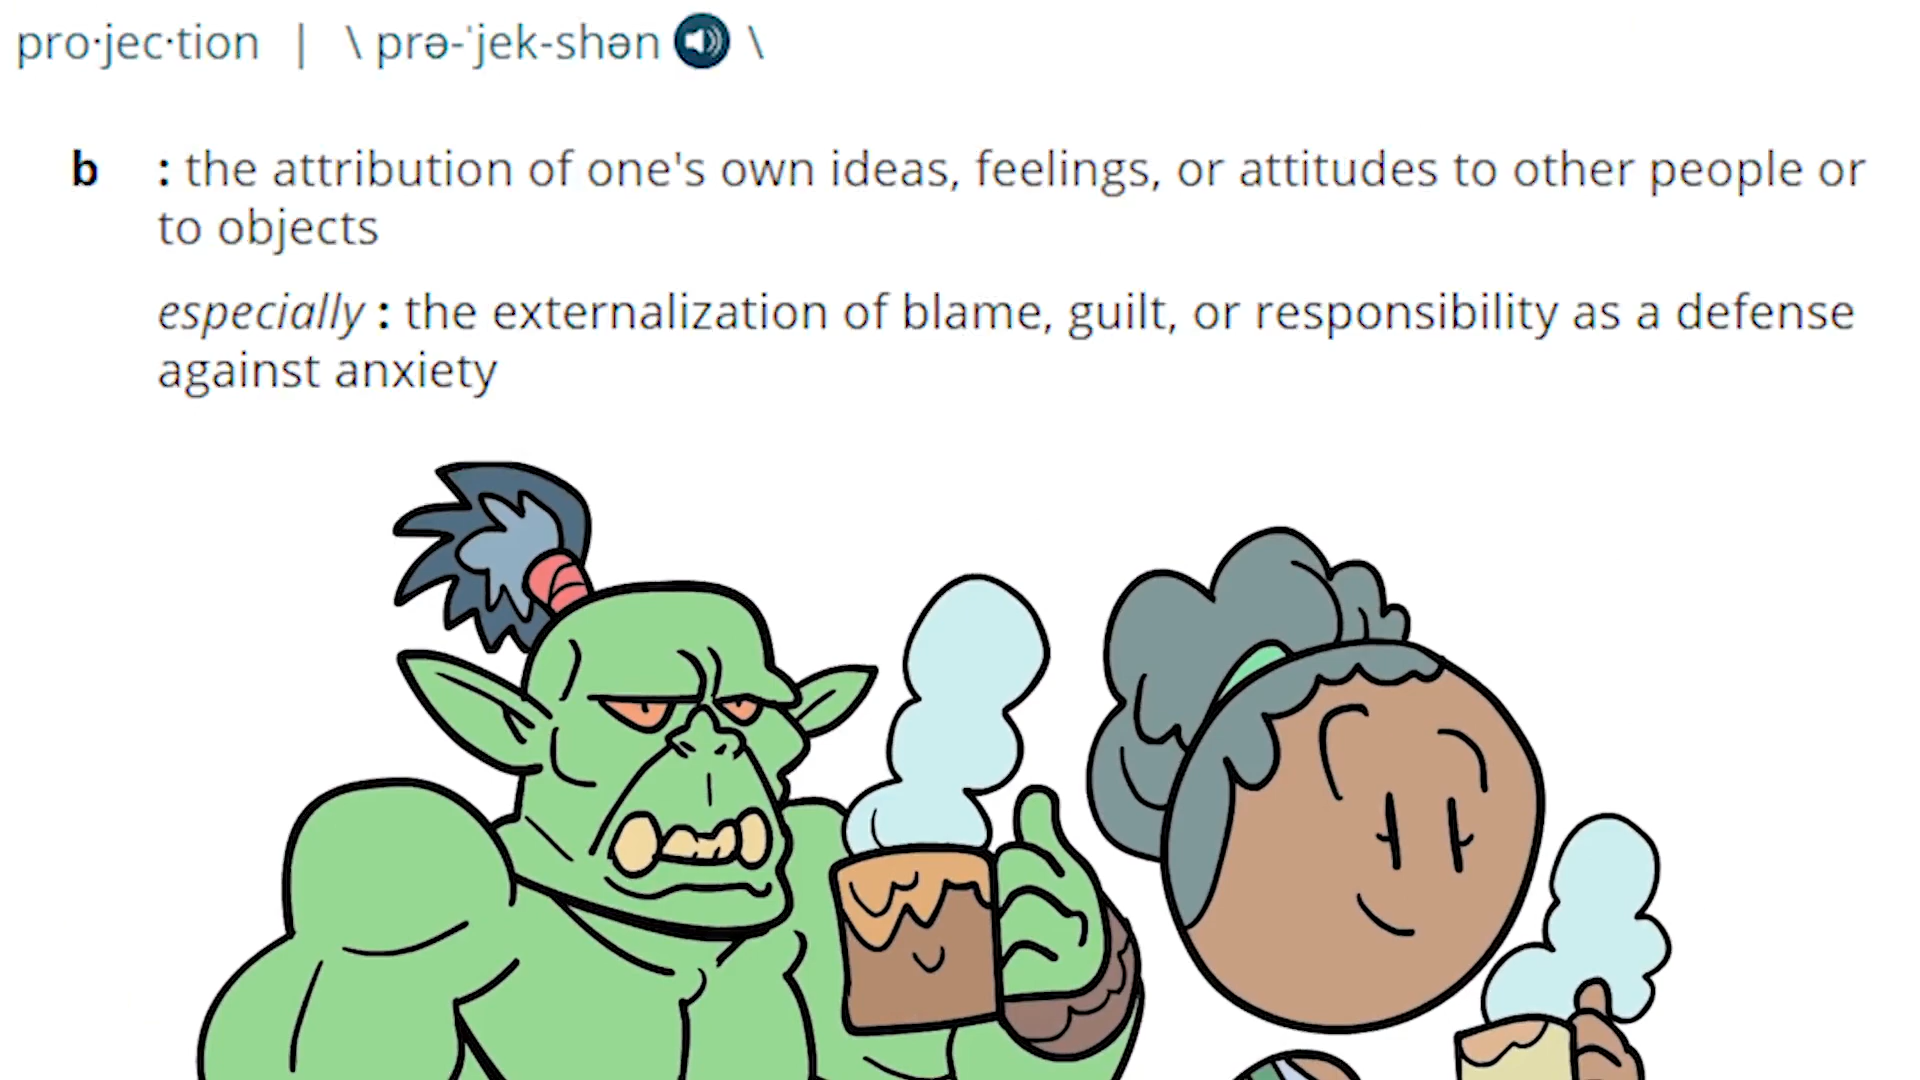 pro·jec·tion | \ prə-ˈjek-shən \
b : the attribution of one's own ideas, feelings, or attitudes to other people or
to objects
especially : the externalization of blame, guilt, or responsibility as a defense
against anxiety